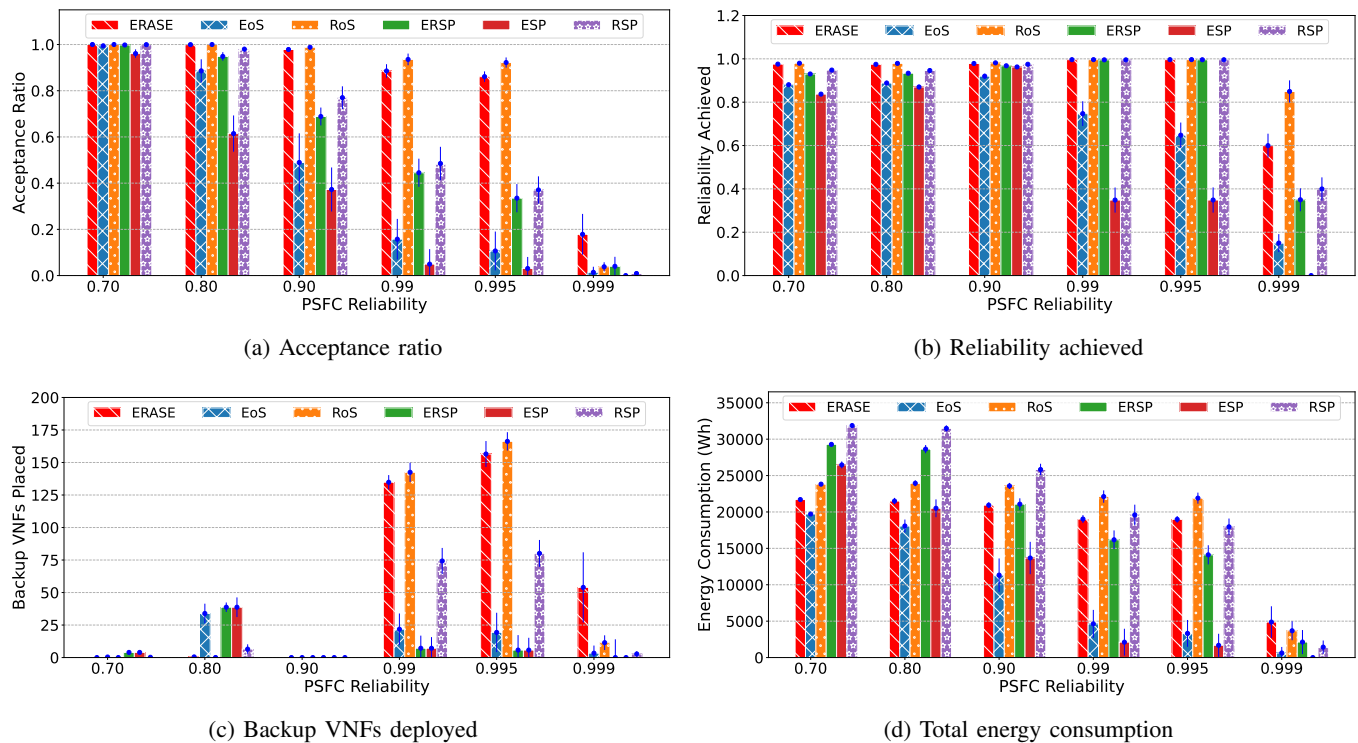 ERASE EoS RoS ERSP ESP RSP
Acceptance Ratio
1.0
0.8
0.6
0.4
0.2
0.0
0.70 0.80 0.90 0.99 0.995 0.999
PSFC Reliability
(a) Acceptance ratio
ERASE EoS RoS ERSP ESP RSP
Reliability Achieved
1.2
1.0
0.8
0.6
0.4
0.2
0.0
0.70 0.80 0.90 0.99 0.995 0.999
PSFC Reliability
(b) Reliability achieved
ERASE EoS RoS ERSP ESP RSP
Backup VNFs Placed
200
175
150
125
100
75
50
25
0
0.70 0.80 0.90 0.99 0.995 0.999
PSFC Reliability
(c) Backup VNFs deployed
ERASE EoS RoS ERSP ESP RSP
Energy Consumption (Wh)
35000
30000
25000
20000
15000
10000
5000
0
0.70 0.80 0.90 0.99 0.995 0.999
PSFC Reliability
(d) Total energy consumption